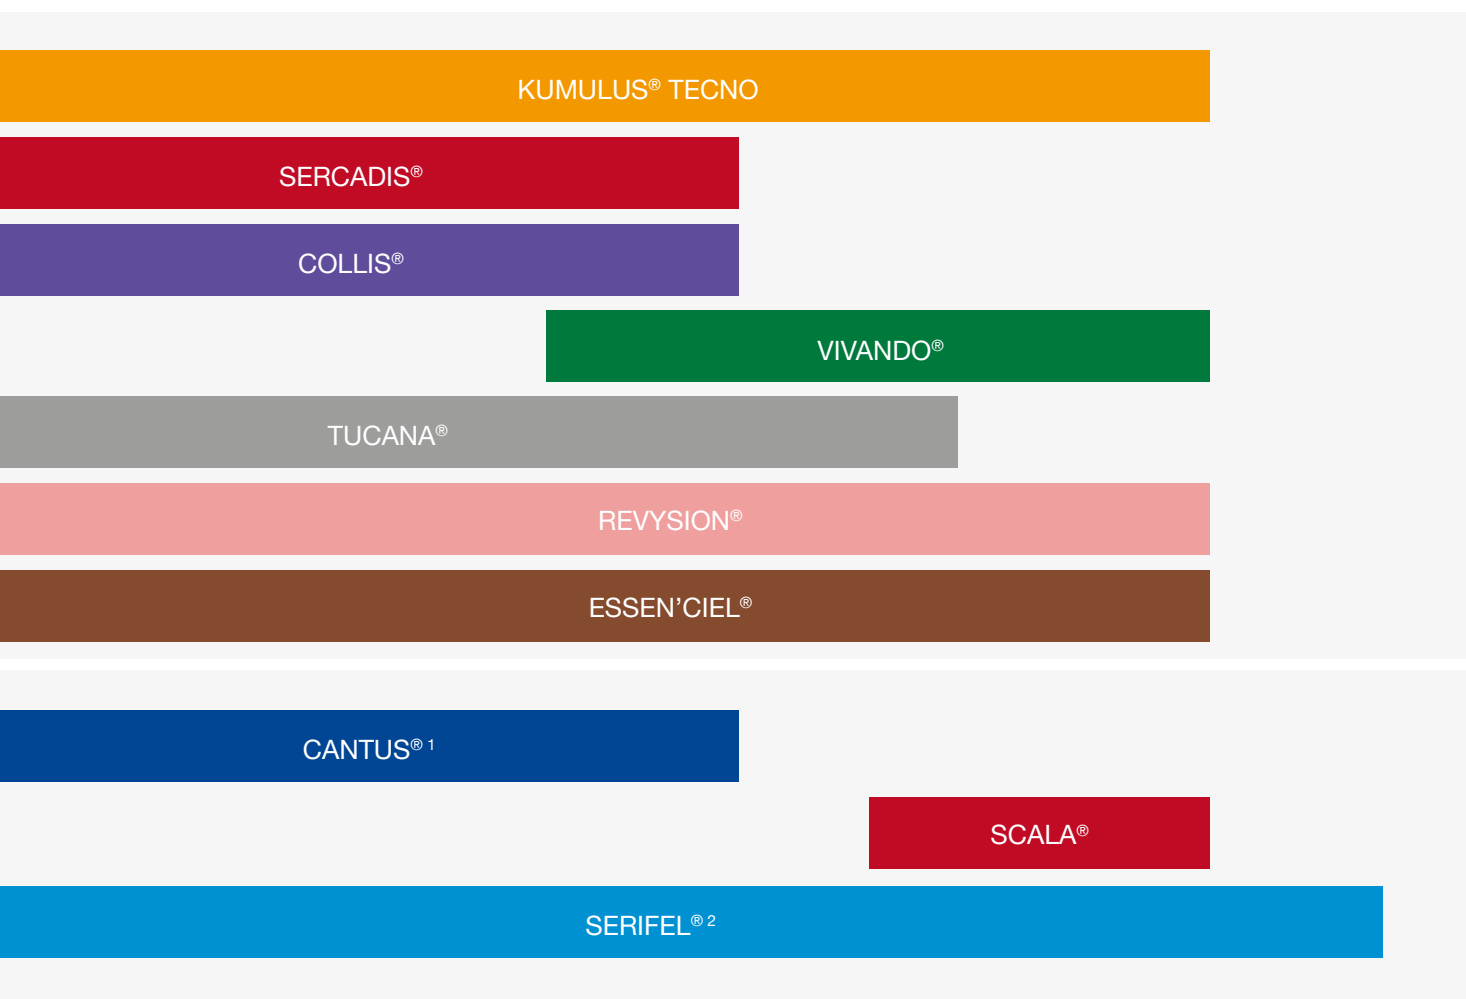 KUMULUS® TECNO
SERCADIS®
COLLIS®
VIVANDO®
TUCANA®
REVYSION®
ESSEN’CIEL®
CANTUS® 1
SCALA®
SERIFEL® 2